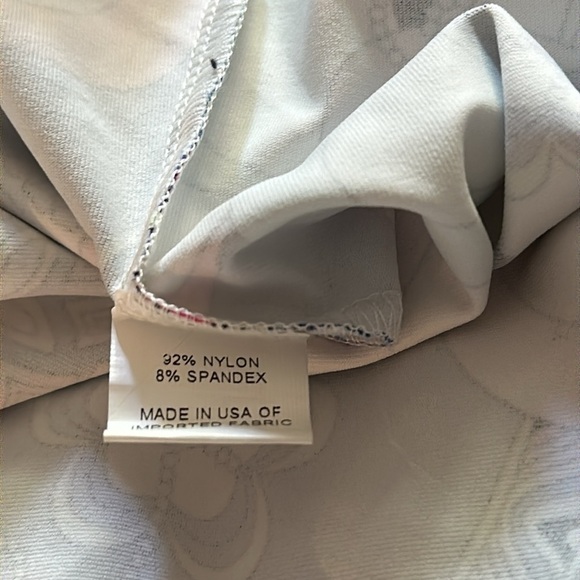 92% NYLON
8% SPANDEX
MADE IN USA OF
IMPORTED FABRIC